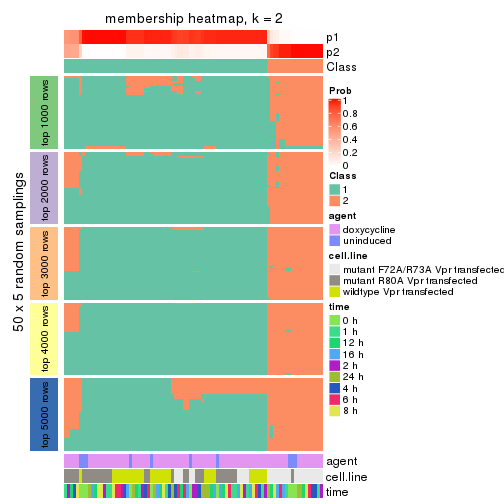 membership heatmap, k = 2
p1
p2
Class
50 x 5 random samplings
top 1000 rows
top 2000 rows
top 3000 rows
top 4000 rows
top 5000 rows
agent
cell.line
time
Prob
1
0.8
0.6
0.4
0.2
0
Class
1
2
agent
doxycycline
uninduced
cell.line
mutant F72A/R73A Vpr transfected
mutant R80A Vpr transfected
wildtype Vpr transfected
time
0 h
1 h
12 h
16 h
2 h
24 h
4 h
6 h
8 h